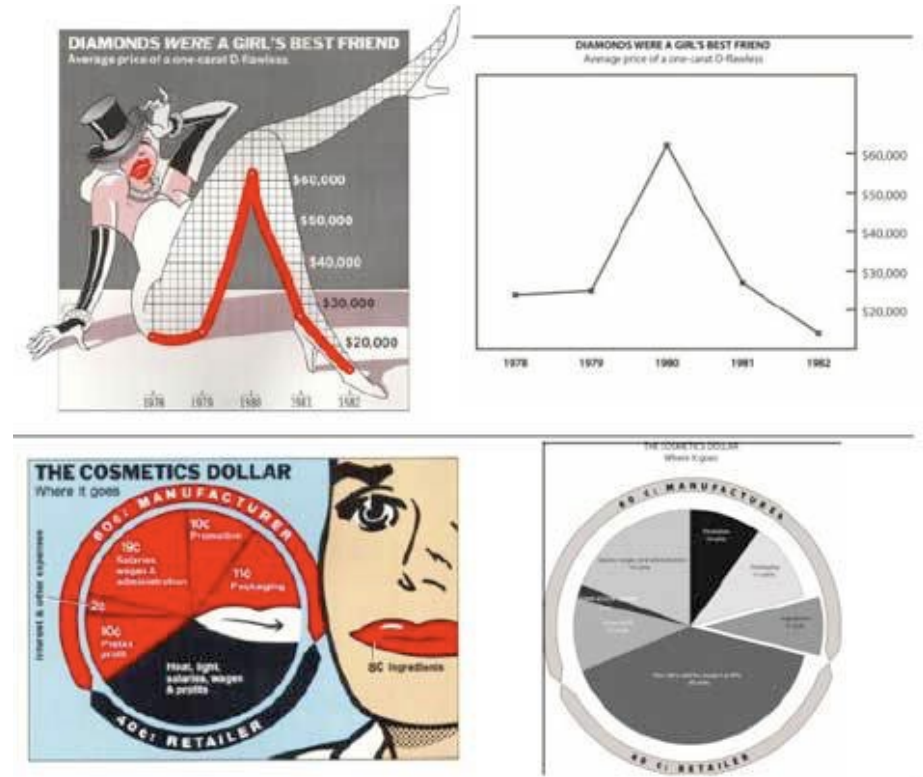 DIAMONDS WERE A GIRL'S BEST FRIEND
Average price of a one-carat D-flawless
$60,000
$50,000
$40,000
$30,000
$20,000
1978 1979 1980 1981 1982
DIAMONDS WERE A GIRL'S BEST FRIEND
Average price of a one-carat D-flawless
$60,000
$50,000
$40,000
$30,000
$20,000
1978 1979 1980 1981 1982
THE COSMETICS DOLLAR
Where it goes
60¢: MANUFACTURER
10¢
Promotion
19¢
Salaries,
wages &
administration
11¢
Packaging
2¢
Interest & other expenses
10¢
Pretax
profit
8¢ Ingredients
Heat, light,
salaries, wages
& profits
40¢: RETAILER
THE COSMETICS DOLLAR
Where it goes
60 ¢: MANUFACTURER
40 ¢: RETAILER